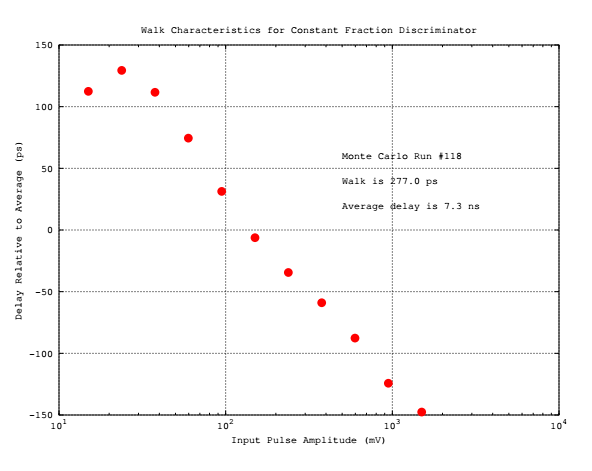 Walk Characteristics for Constant Fraction Discriminator
150
100
50
0
-50
-100
-150
Delay Relative to Average (ps)
Monte Carlo Run #118
Walk is 277.0 ps
Average delay is 7.3 ns
10^1 10^2 10^3 10^4
Input Pulse Amplitude (mV)